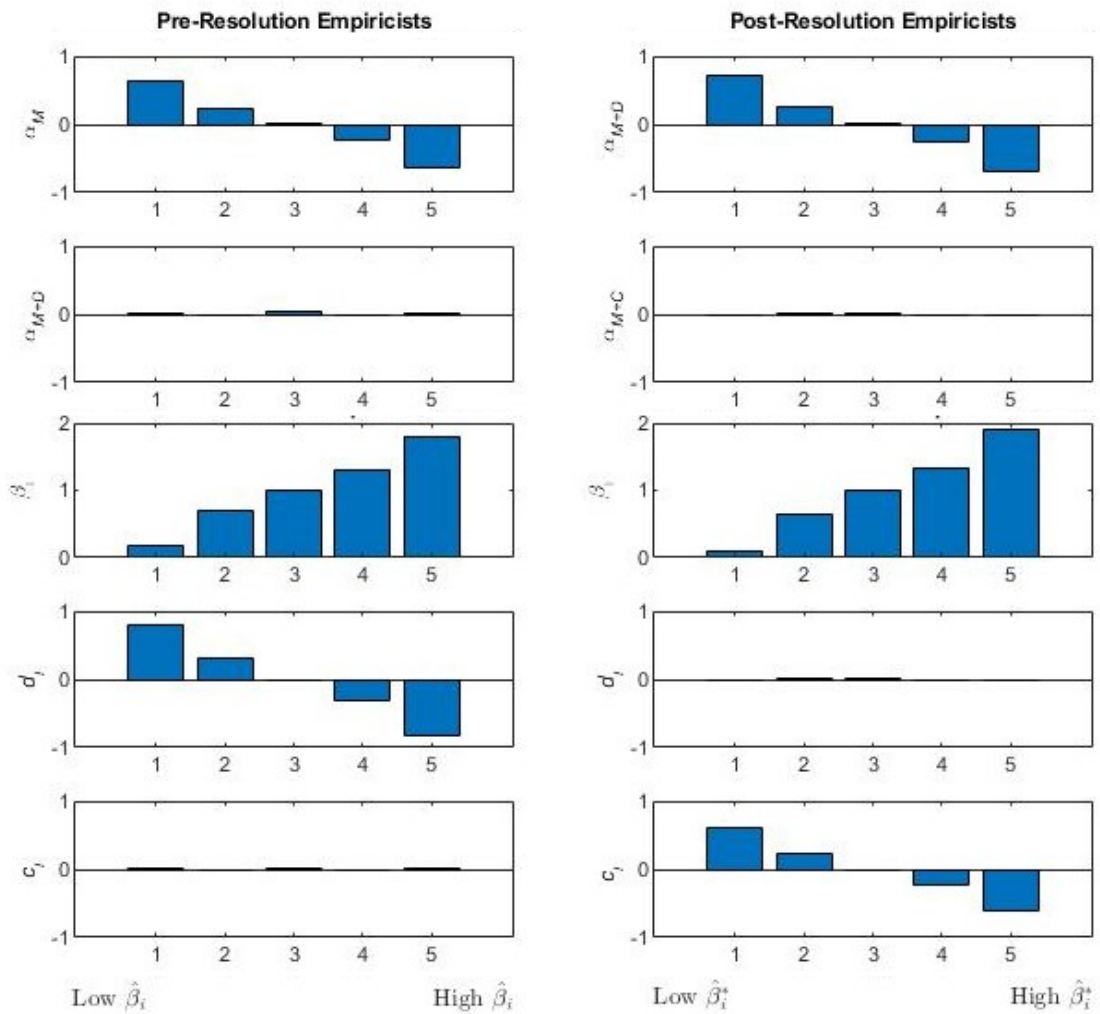 Pre-Resolution Empiricists
1
0
-1
α_M
1 2 3 4 5
1
0
-1
α_{M+D}
1 2 3 4 5
2
1
0
β_i
1 2 3 4 5
1
0
-1
d_i
1 2 3 4 5
1
0
-1
c_i
1 2 3 4 5
Low β̂_i High β̂_i
Post-Resolution Empiricists
1
0
-1
α_{M+D}
1 2 3 4 5
1
0
-1
α_{M+C}
1 2 3 4 5
2
1
0
β_i
1 2 3 4 5
1
0
-1
d_i
1 2 3 4 5
1
0
-1
c_i
1 2 3 4 5
Low β̂_i^* High β̂_i^*